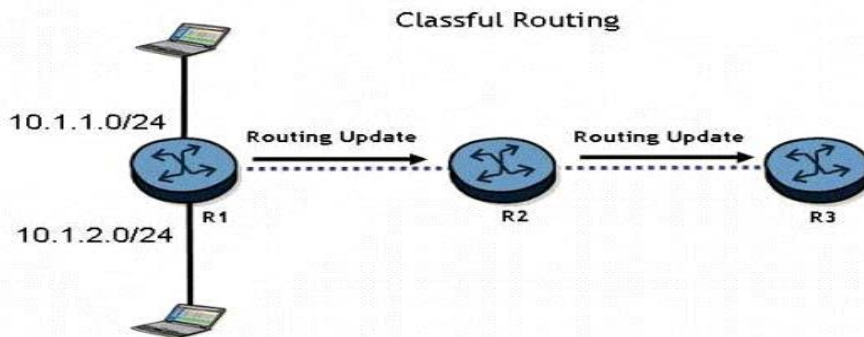 Classful Routing
10.1.1.0/24
Routing Update
Routing Update
R1
R2
R3
10.1.2.0/24